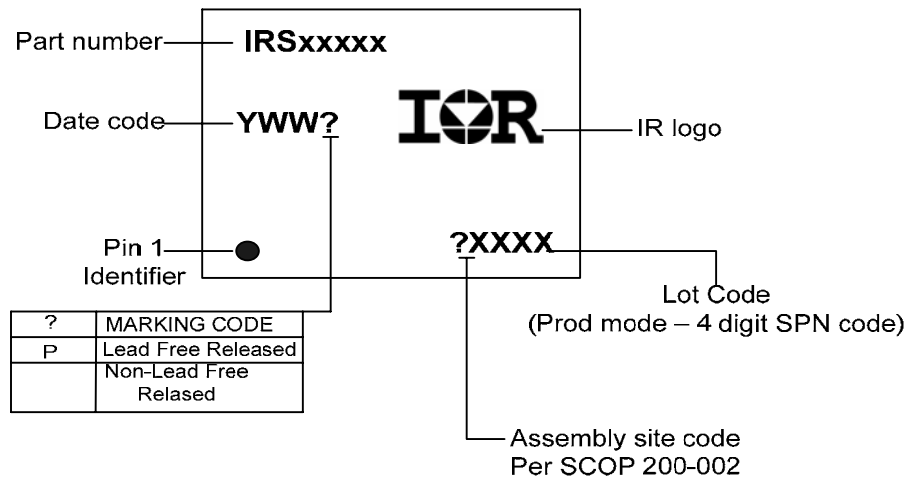 Part number
IRSxxxxx
Date code
YWW?
IOR
IR logo
Pin 1
Identifier
?XXXX
Lot Code
(Prod mode – 4 digit SPN code)
? MARKING CODE
P Lead Free Released
Non-Lead Free
Relased
Assembly site code
Per SCOP 200-002